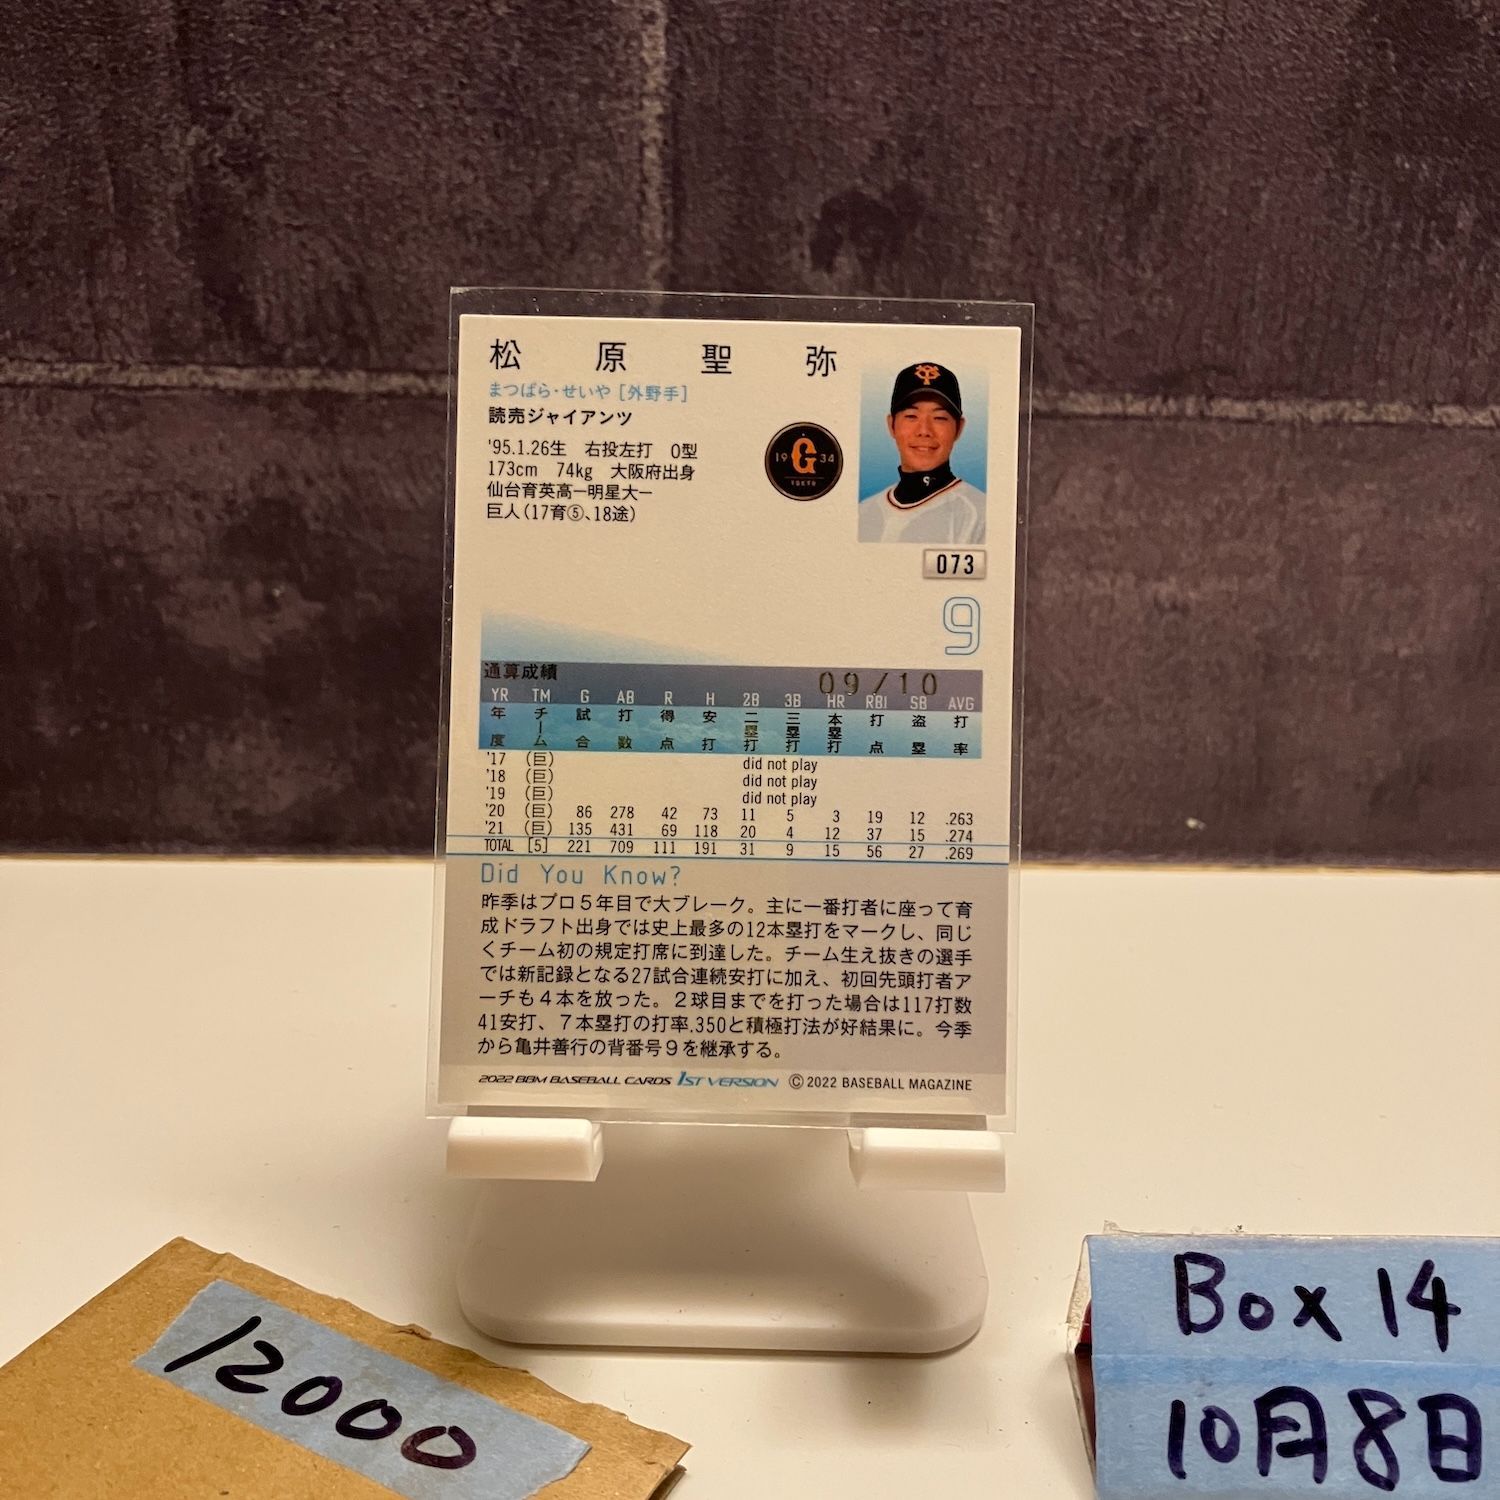 松原聖弥
まつばら・せいや［外野手］
読売ジャイアンツ
'95.1.26生 右投左打 O型
173cm 74kg 大阪府出身
仙台育英高ー明星大ー
巨人（17育⑤、18途）
19 G 34
TOKYO
073
9
通算成績
09/10
YR TM G AB R H 2B 3B HR RBI SB AVG
年度 チーム 試合 打数 得点 安打 二塁打 三塁打 本塁打 打点 盗塁 打率
'17 （巨） did not play
'18 （巨） did not play
'19 （巨） did not play
'20 （巨） 86 278 42 73 11 5 3 19 12 .263
'21 （巨） 135 431 69 118 20 4 12 37 15 .274
TOTAL [5] 221 709 111 191 31 9 15 56 27 .269
Did You Know?
昨季はプロ５年目で大ブレーク。主に一番打者に座って育
成ドラフト出身では史上最多の12本塁打をマークし、同じ
くチーム初の規定打席に到達した。チーム生え抜きの選手
では新記録となる27試合連続安打に加え、初回先頭打者ア
ーチも４本を放った。２球目までを打った場合は117打数
41安打、７本塁打の打率.350と積極打法が好結果に。今季
から亀井善行の背番号９を継承する。
2022 BBM BASEBALL CARDS 1ST VERSION © 2022 BASEBALL MAGAZINE
12000
Box 14
10月8日